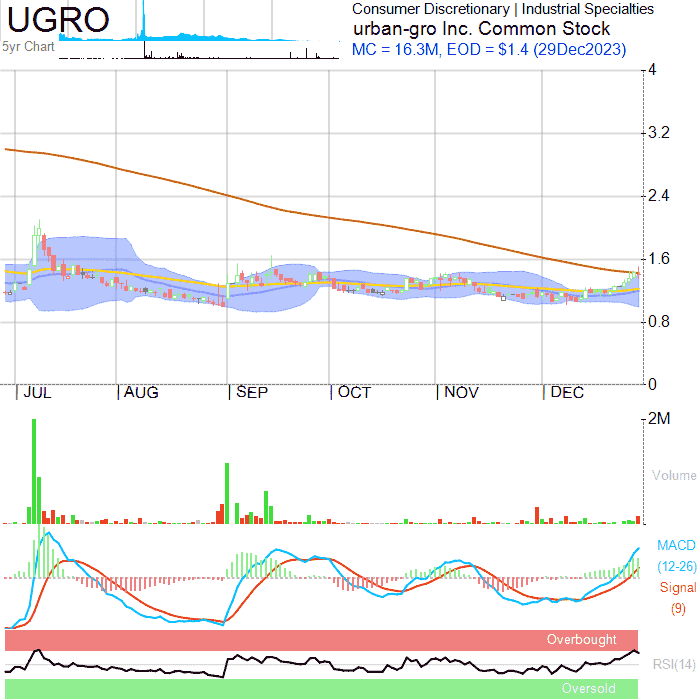 UGRO
5yr Chart
Consumer Discretionary | Industrial Specialties
urban-gro Inc. Common Stock
MC = 16.3M, EOD = $1.4 (29Dec2023)
4
3.2
2.4
1.6
0.8
0
JUL AUG SEP OCT NOV DEC
2M
Volume
MACD
(12-26)
Signal
(9)
Overbought
RSI(14)
Oversold